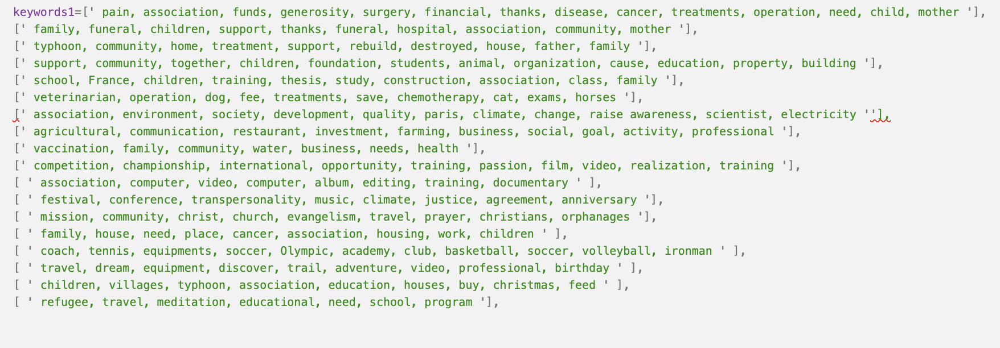 keywords1=[' pain, association, funds, generosity, surgery, financial, thanks, disease, cancer, treatments, operation, need, child, mother '],
[' family, funeral, children, support, thanks, funeral, hospital, association, community, mother '],
[' typhoon, community, home, treatment, support, rebuild, destroyed, house, father, family '],
[' support, community, together, children, foundation, students, animal, organization, cause, education, property, building '],
[' school, France, children, training, thesis, study, construction, association, class, family '],
[' veterinarian, operation, dog, fee, treatments, save, chemotherapy, cat, exams, horses '],
[' association, environment, society, development, quality, paris, climate, change, raise awareness, scientist, electricity ''],
[' agricultural, communication, restaurant, investment, farming, business, social, goal, activity, professional '],
[' vaccination, family, community, water, business, needs, health '],
[' competition, championship, international, opportunity, training, passion, film, video, realization, training '],
[ ' association, computer, video, computer, album, editing, training, documentary ' ],
[ ' festival, conference, transpersonality, music, climate, justice, agreement, anniversary '],
[ ' mission, community, christ, church, evangelism, travel, prayer, christians, orphanages '],
[ ' family, house, need, place, cancer, association, housing, work, children ' ],
[ ' coach, tennis, equipments, soccer, Olympic, academy, club, basketball, soccer, volleyball, ironman ' ],
[ ' travel, dream, equipment, discover, trail, adventure, video, professional, birthday ' ],
[ ' children, villages, typhoon, association, education, houses, buy, christmas, feed ' ],
[ ' refugee, travel, meditation, educational, need, school, program '],